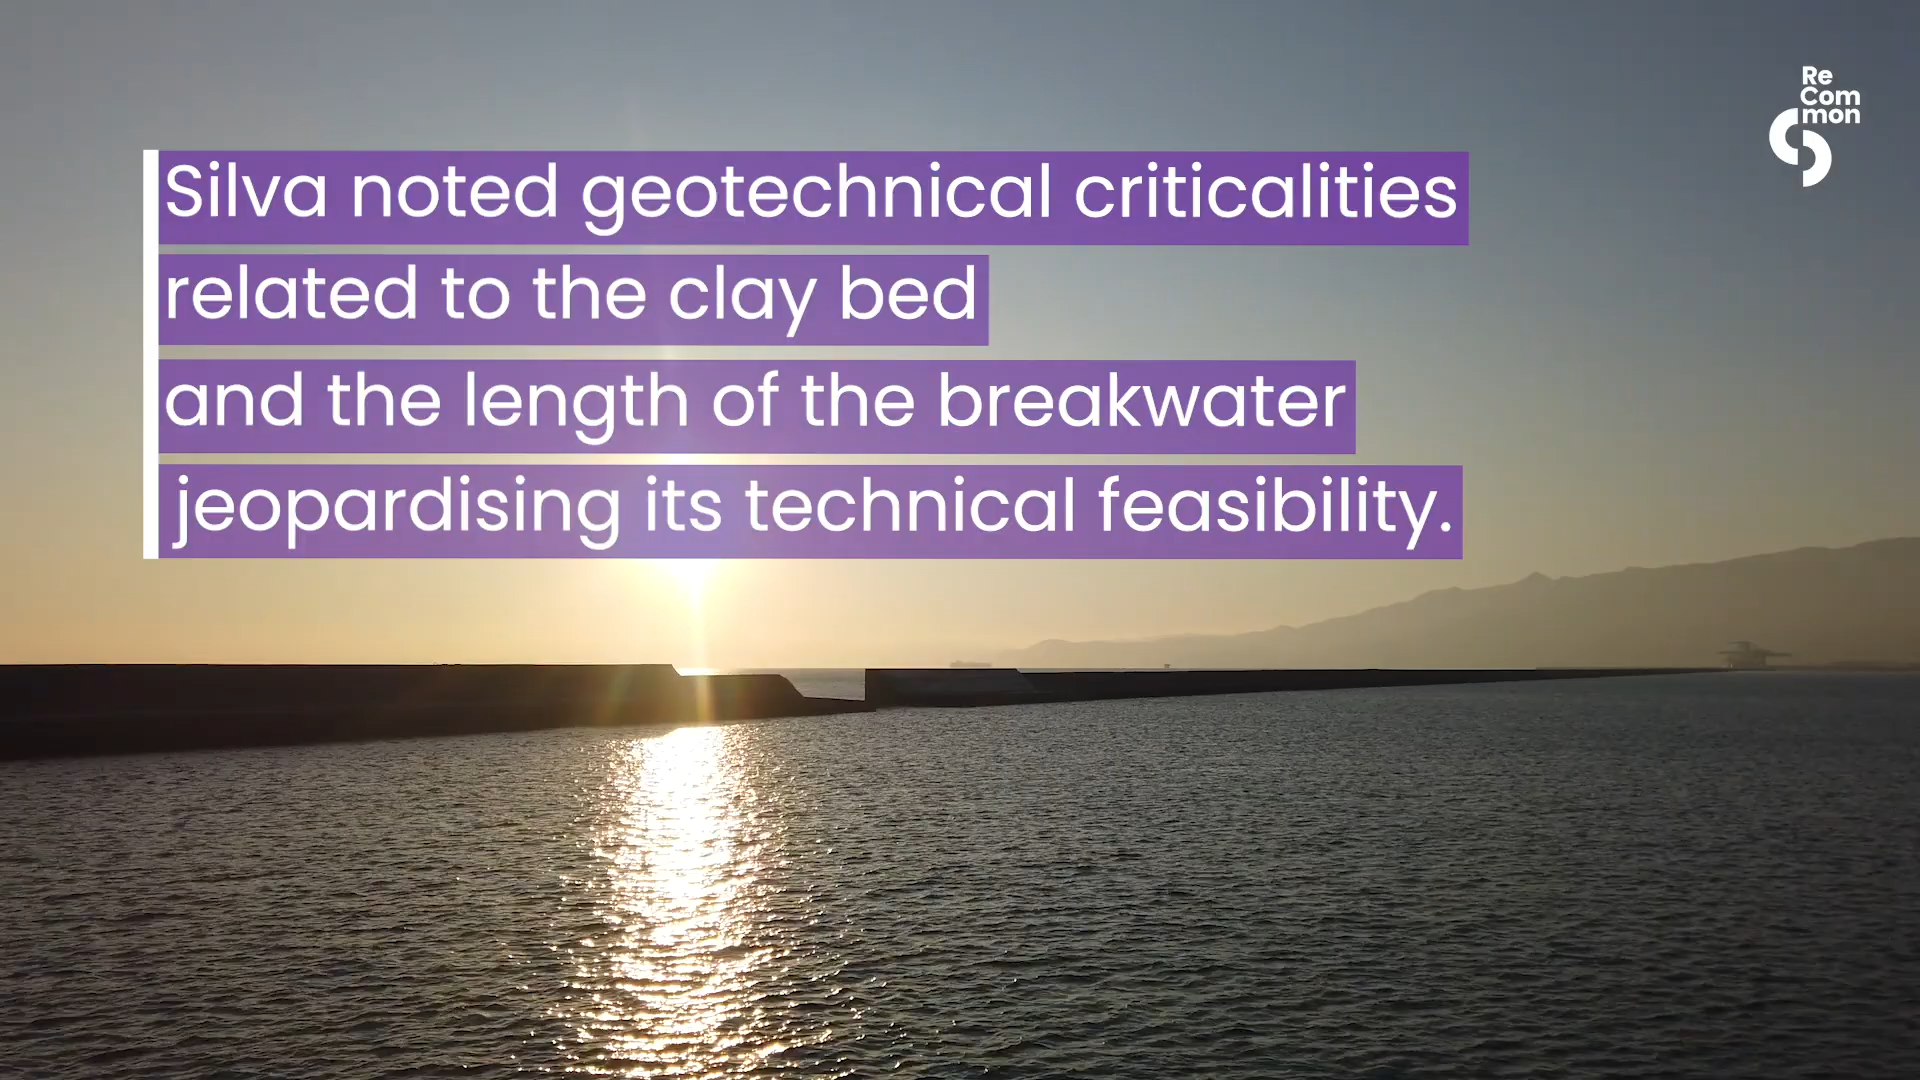 Silva noted geotechnical criticalities
related to the clay bed
and the length of the breakwater
jeopardising its technical feasibility.
Re
Com
mon